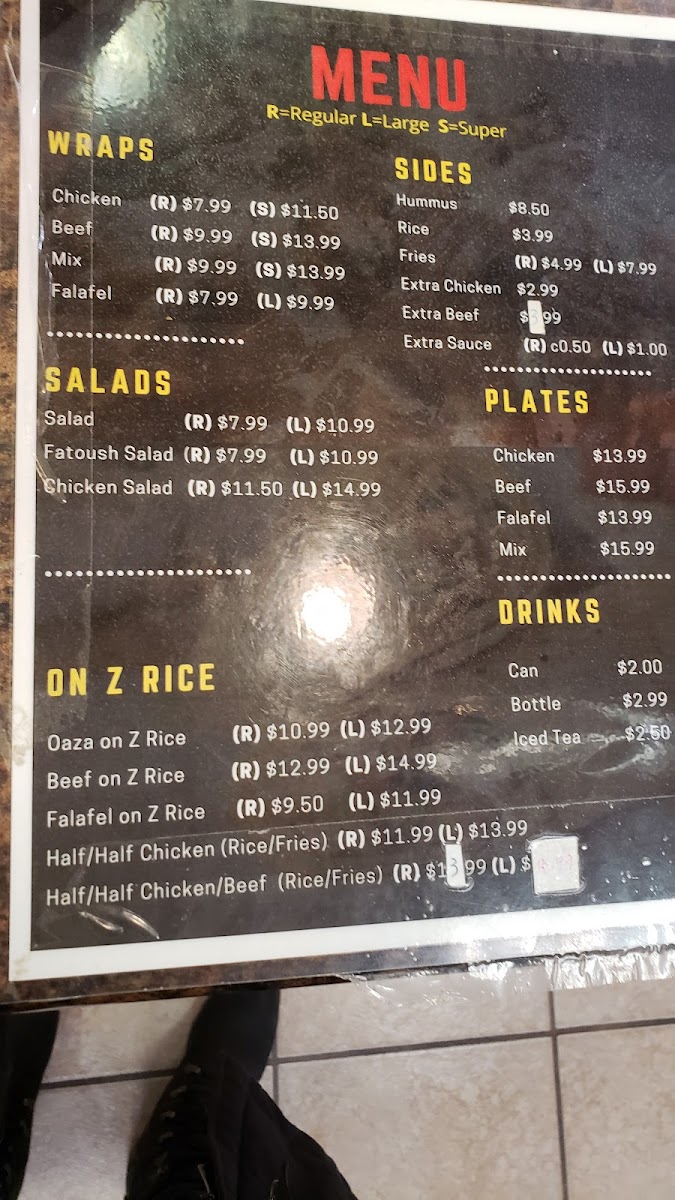 MENU
R=Regular L=Large S=Super
WRAPS
Chicken (R) $7.99 (S) $11.50
Beef (R) $9.99 (S) $13.99
Mix (R) $9.99 (S) $13.99
Falafel (R) $7.99 (L) $9.99
SALADS
Salad (R) $7.99 (L) $10.99
Fatoush Salad (R) $7.99 (L) $10.99
Chicken Salad (R) $11.50 (L) $14.99
ON Z RICE
Oaza on Z Rice (R) $10.99 (L) $12.99
Beef on Z Rice (R) $12.99 (L) $14.99
Falafel on Z Rice (R) $9.50 (L) $11.99
Half/Half Chicken (Rice/Fries) (R) $11.99 (L) $13.99
Half/Half Chicken/Beef (Rice/Fries) (R) $13.99 (L) $
SIDES
Hummus $8.50
Rice $3.99
Fries (R) $4.99 (L) $7.99
Extra Chicken $2.99
Extra Beef $3.99
Extra Sauce (R) c0.50 (L) $1.00
PLATES
Chicken $13.99
Beef $15.99
Falafel $13.99
Mix $15.99
DRINKS
Can $2.00
Bottle $2.99
Iced Tea $2.50